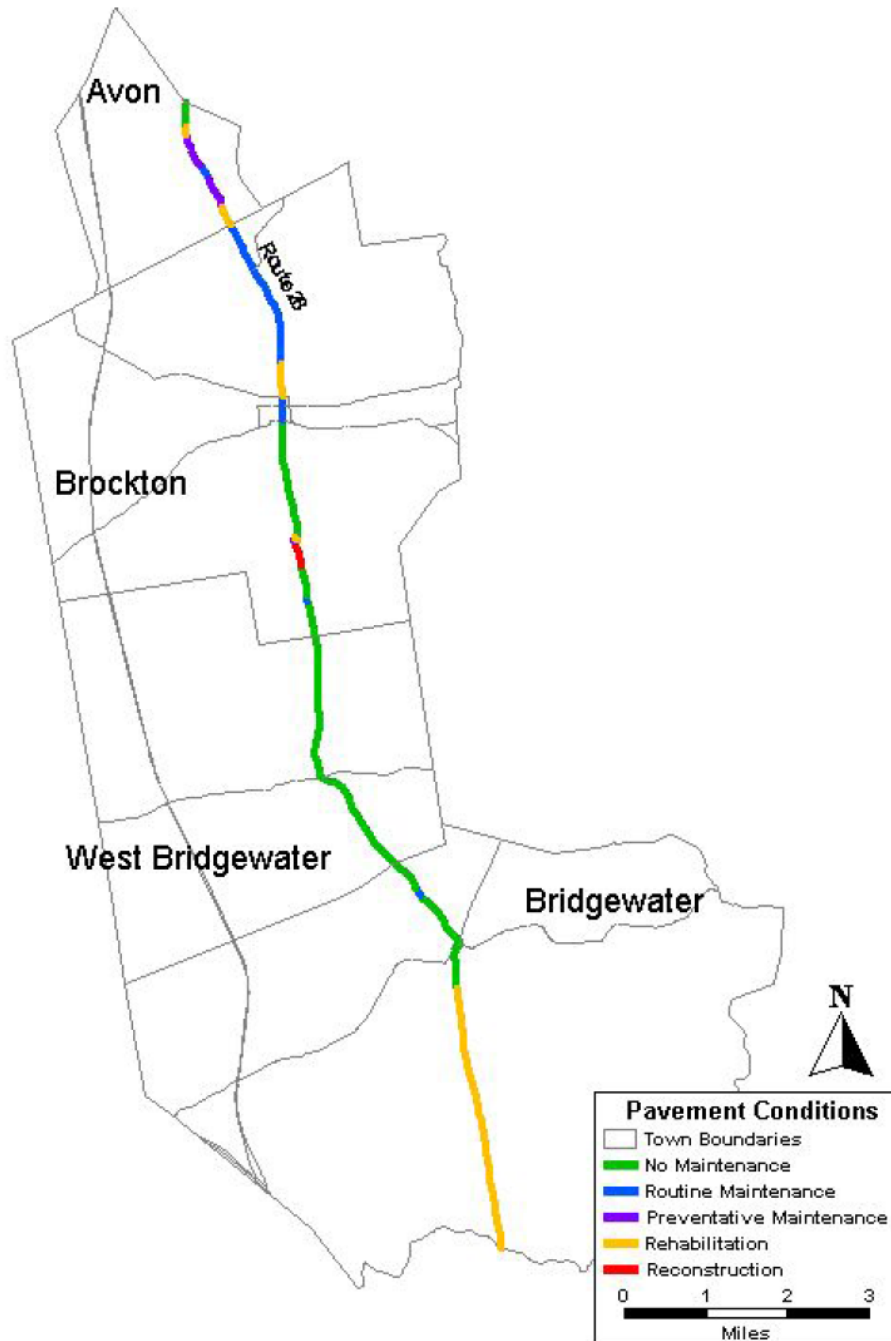 Avon
Route 28
Brockton
West Bridgewater
Bridgewater
N
Pavement Conditions
Town Boundaries
No Maintenance
Routine Maintenance
Preventative Maintenance
Rehabilitation
Reconstruction
0 1 2 3
Miles